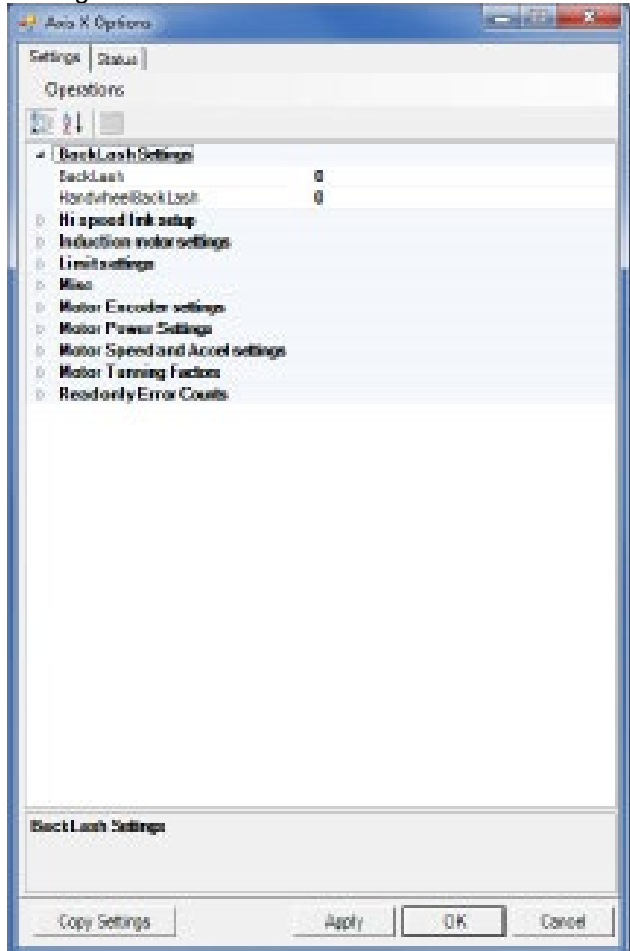 Axis X Options
Settings Status
Operations
BackLash Settings
BackLash 0
HandwheelBackLash 0
Hi speed link setup
Induction motor settings
Limit settings
Misc
Motor Encoder settings
Motor Power Settings
Motor Speed and Accel settings
Motor Tunning Factors
Readonly Error Counts
BackLash Settings
Copy Settings Apply OK Cancel